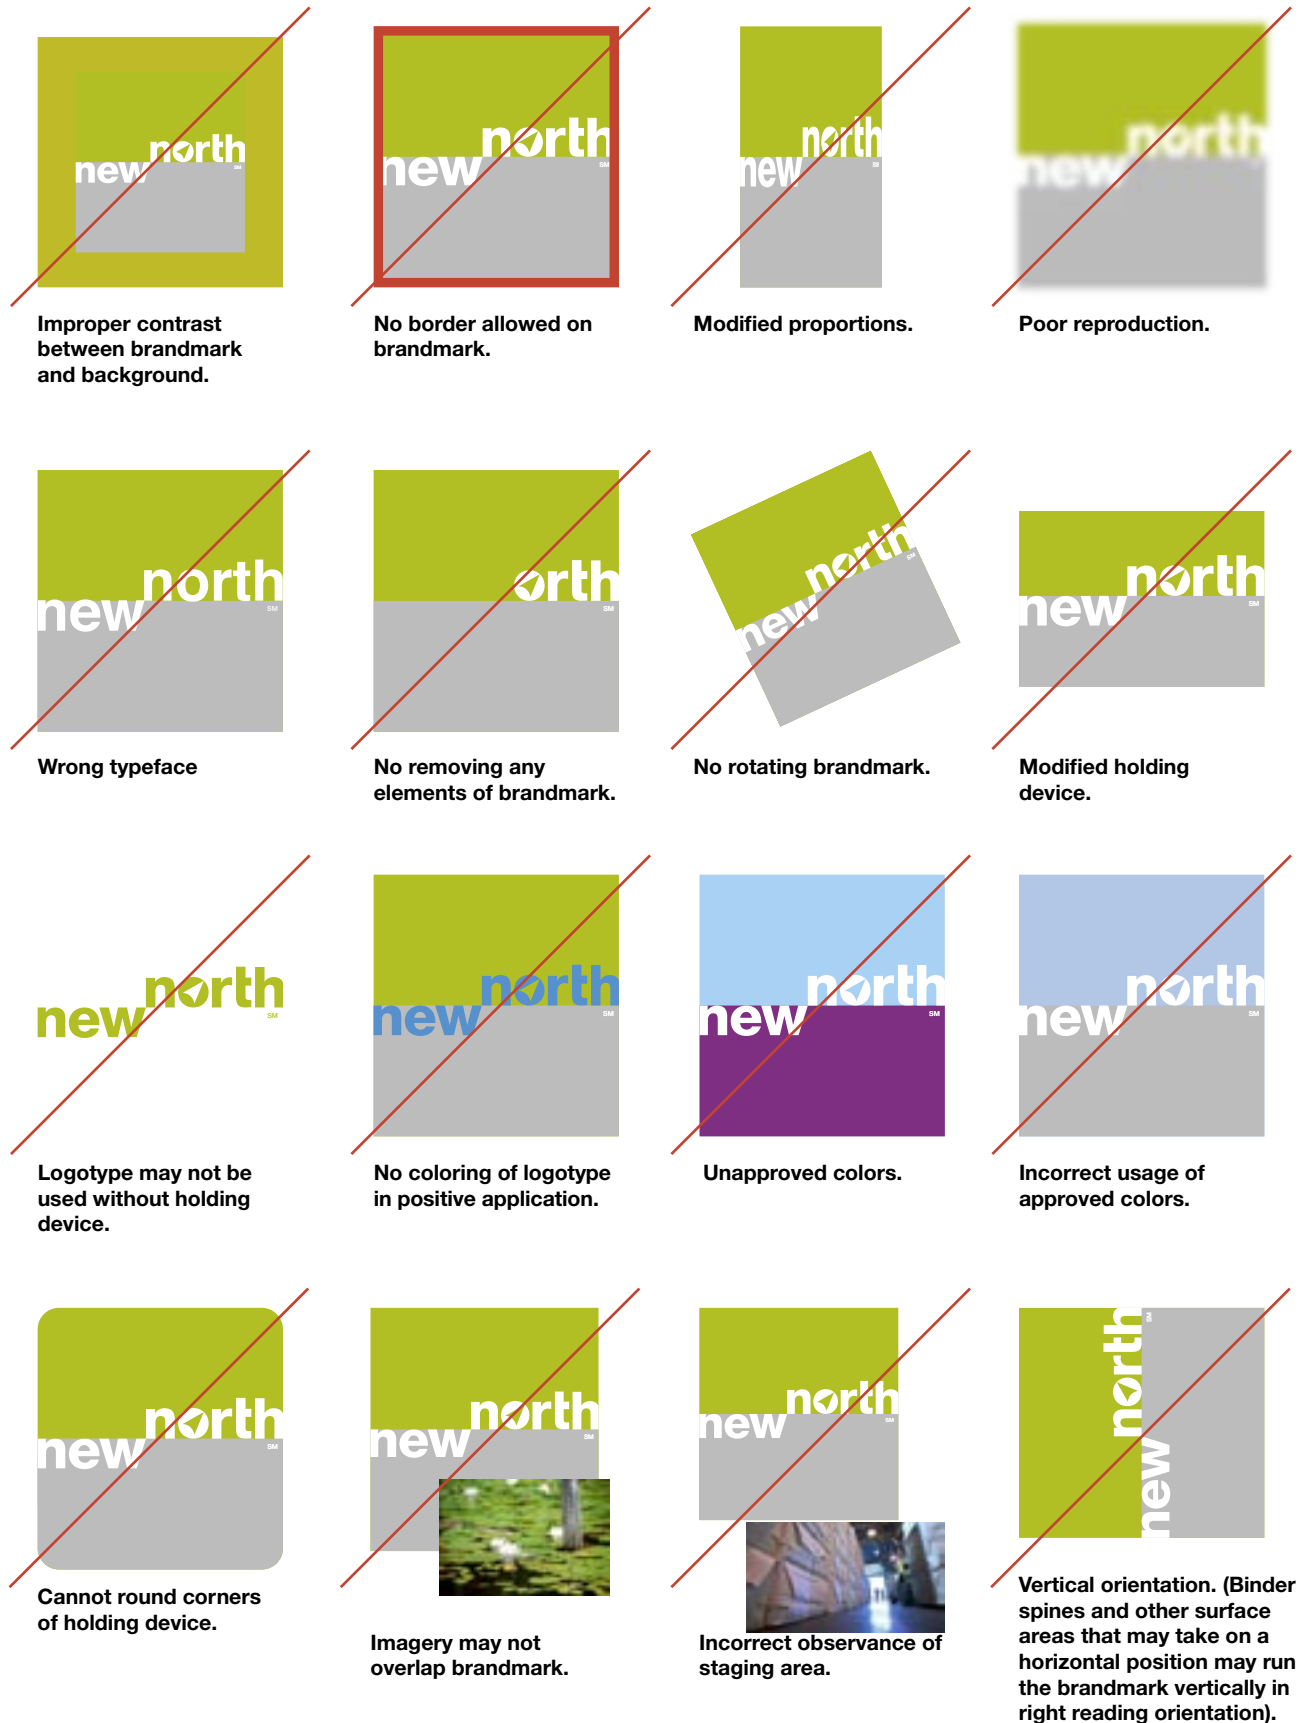 north
new
SM
Improper contrast
between brandmark
and background.
north
new
SM
No border allowed on
brandmark.
north
new
SM
Modified proportions.
north
new
Poor reproduction.
north
new
SM
Wrong typeface
orth
SM
No removing any
elements of brandmark.
north
new
SM
No rotating brandmark.
north
new
SM
Modified holding
device.
north
new
SM
Logotype may not be
used without holding
device.
north
new
SM
No coloring of logotype
in positive application.
north
new
SM
Unapproved colors.
north
new
SM
Incorrect usage of
approved colors.
north
new
SM
Cannot round corners
of holding device.
north
new
SM
Imagery may not
overlap brandmark.
north
new
SM
Incorrect observance of
staging area.
north
new
SM
Vertical orientation. (Binder
spines and other surface
areas that may take on a
horizontal position may run
the brandmark vertically in
right reading orientation).